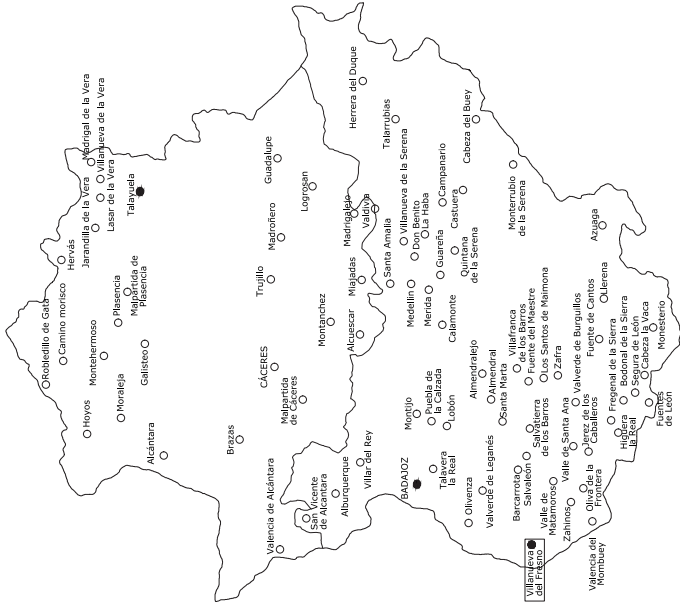 Robledillo de Gata
Camino morisco
Hervás
Jarandilla de la Vera
Madrigal de la Vera
Villanueva de la Vera
Lasar de la Vera
Talayuela
Hoyos
Montehermoso
Plasencia
Malpartida de
Plasencia
Moraleja
Galisteo
Alcántara
Brazas
CÁCERES
Malpartida
de Cáceres
Trujillo
Madroñero
Guadalupe
Logrosan
Montanchez
Valencia de Alcántara
San Vicente
de Alcantara
Alburquerque
Villar del Rey
Alcuescar
Miajadas
Madrigalejo
Valdivia
Herrera del Duque
Talarrubias
Santa Amalia
Villanueva de la Serena
Don Benito
La Haba
Campanario
Castuera
Cabeza del Buey
Medellín
Merida
Guareña
Quintana
de la Serena
Calamonte
Monterrubio
de la Serena
BADAJOZ
Montijo
Puebla de
la Calzada
Lobón
Talavera
la Real
Almendralejo
Almendral
Santa Marta
Olivenza
Valverde de Leganés
Villafranca
de los Barros
Fuente del Maestre
Los Santos de Maimona
Zafra
Barcarrota
Salvaleón
Salvatierra
de los Barros
Valle de
Matamoros
Valle de Santa Ana
Valverde de Burguillos
Jerez de los
Caballeros
Zahinos
Oliva de la
Frontera
Villanueva
del Fresno
Valencia del
Mombuey
Azuaga
Llerena
Fuente de Cantos
Fregenal de la Sierra
Higuera
la Real
Bodonal de la Sierra
Segura de León
Cabeza la Vaca
Monesterio
Fuentes
de León